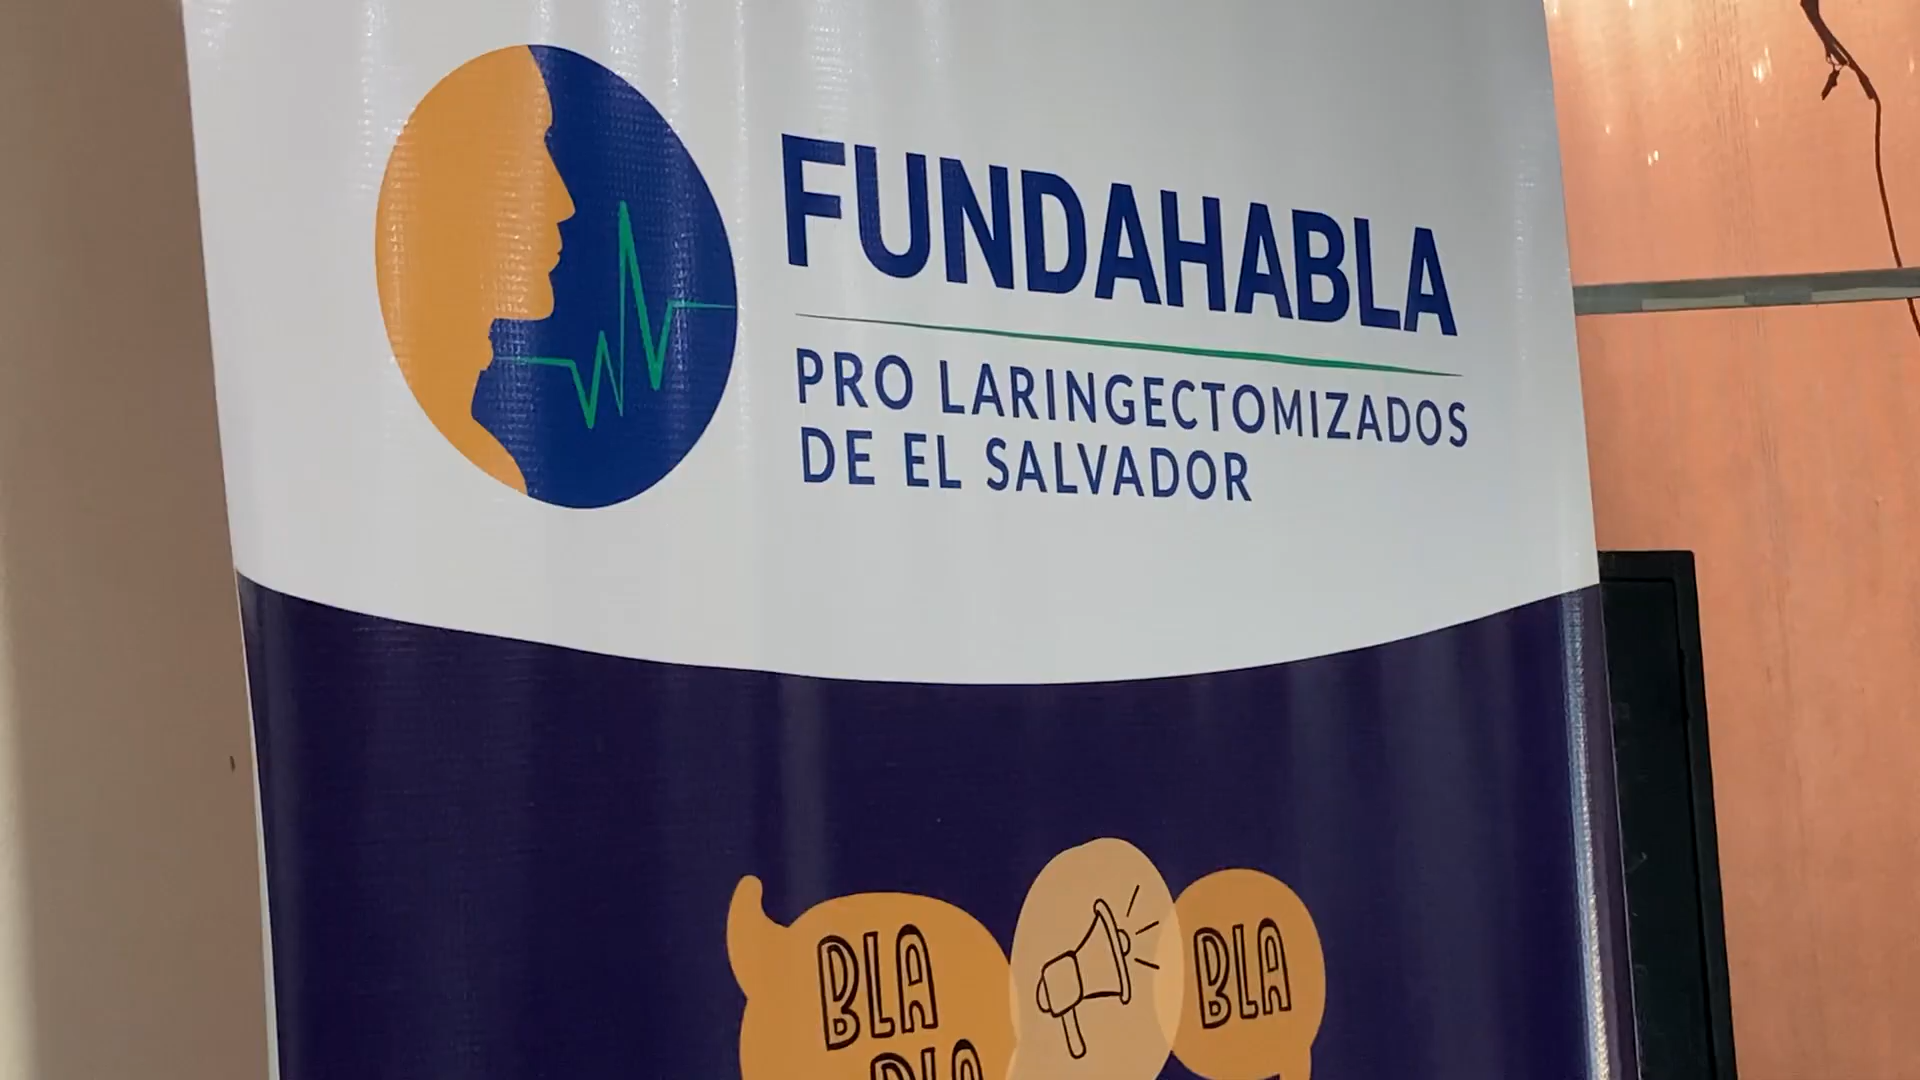 FUNDAHABLA
PRO LARINGECTOMIZADOS
DE EL SALVADOR
BLA
BLA
BLA